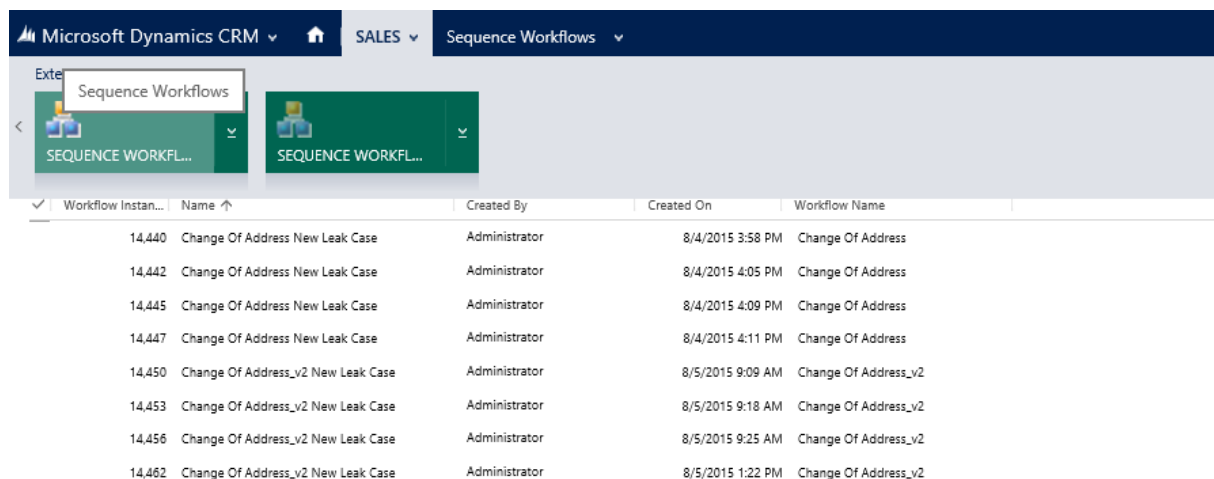 Microsoft Dynamics CRM SALES Sequence Workflows
Exte
Sequence Workflows
SEQUENCE WORKFL... SEQUENCE WORKFL...
Workflow Instan... Name ↑ Created By Created On Workflow Name
14,440 Change Of Address New Leak Case Administrator 8/4/2015 3:58 PM Change Of Address
14,442 Change Of Address New Leak Case Administrator 8/4/2015 4:05 PM Change Of Address
14,445 Change Of Address New Leak Case Administrator 8/4/2015 4:09 PM Change Of Address
14,447 Change Of Address New Leak Case Administrator 8/4/2015 4:11 PM Change Of Address
14,450 Change Of Address_v2 New Leak Case Administrator 8/5/2015 9:09 AM Change Of Address_v2
14,453 Change Of Address_v2 New Leak Case Administrator 8/5/2015 9:18 AM Change Of Address_v2
14,456 Change Of Address_v2 New Leak Case Administrator 8/5/2015 9:25 AM Change Of Address_v2
14,462 Change Of Address_v2 New Leak Case Administrator 8/5/2015 1:22 PM Change Of Address_v2